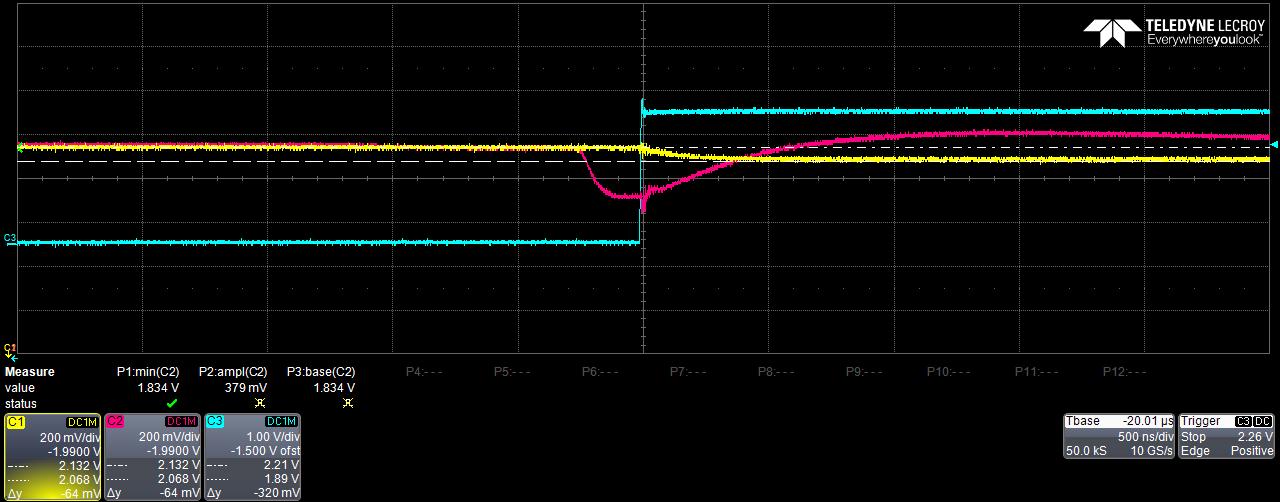 TELEDYNE LECROY
Everywhereyoulook™
C3
C1
Measure P1:min(C2) P2:ampl(C2) P3:base(C2) P4:- - - P5:- - - P6:- - - P7:- - - P8:- - - P9:- - - P10:- - - P11:- - - P12:- - -
value 1.834 V 379 mV 1.834 V
status
C1 DC1M
200 mV/div
-1.9900 V
2.132 V
2.068 V
Δy -64 mV
C2 DC1M
200 mV/div
-1.9900 V
2.132 V
2.068 V
Δy -64 mV
C3 DC1M
1.00 V/div
-1.500 V ofst
2.21 V
1.89 V
Δy -320 mV
Tbase -20.01 µs
500 ns/div
50.0 kS 10 GS/s
Trigger C3 DC
Stop 2.26 V
Edge Positive